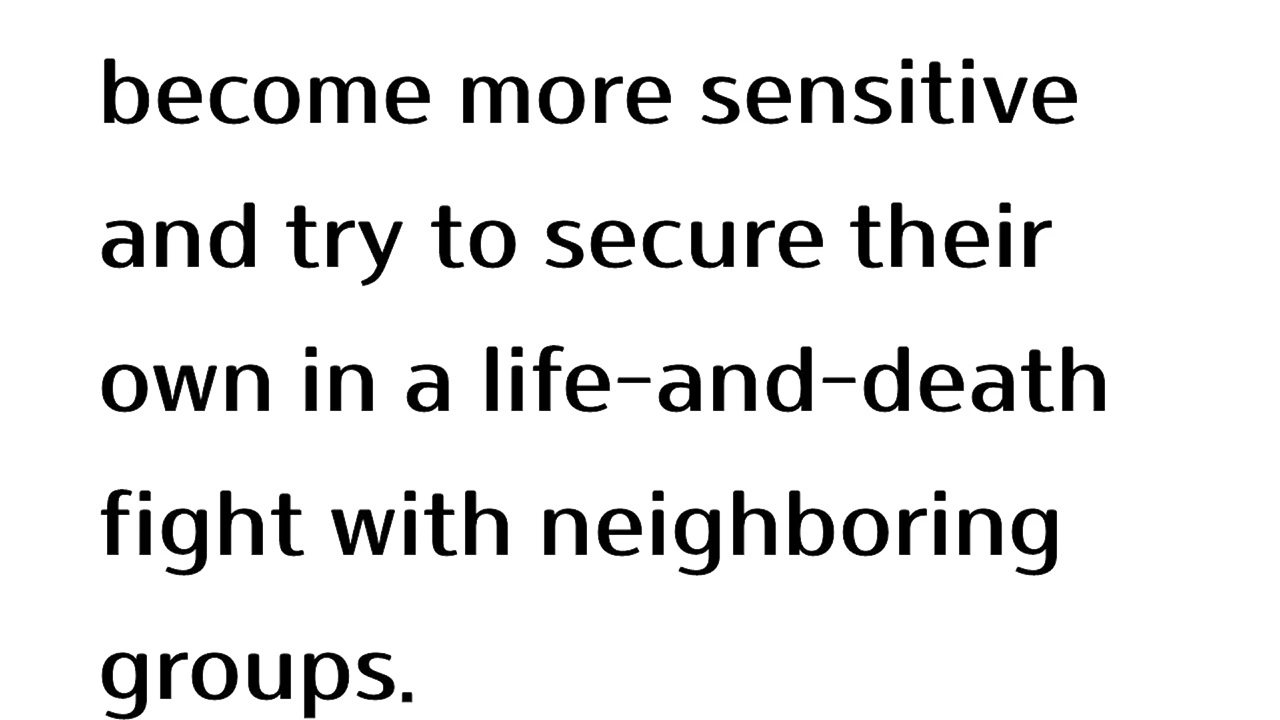 become more sensitive
and try to secure their
own in a life-and-death
fight with neighboring
groups.